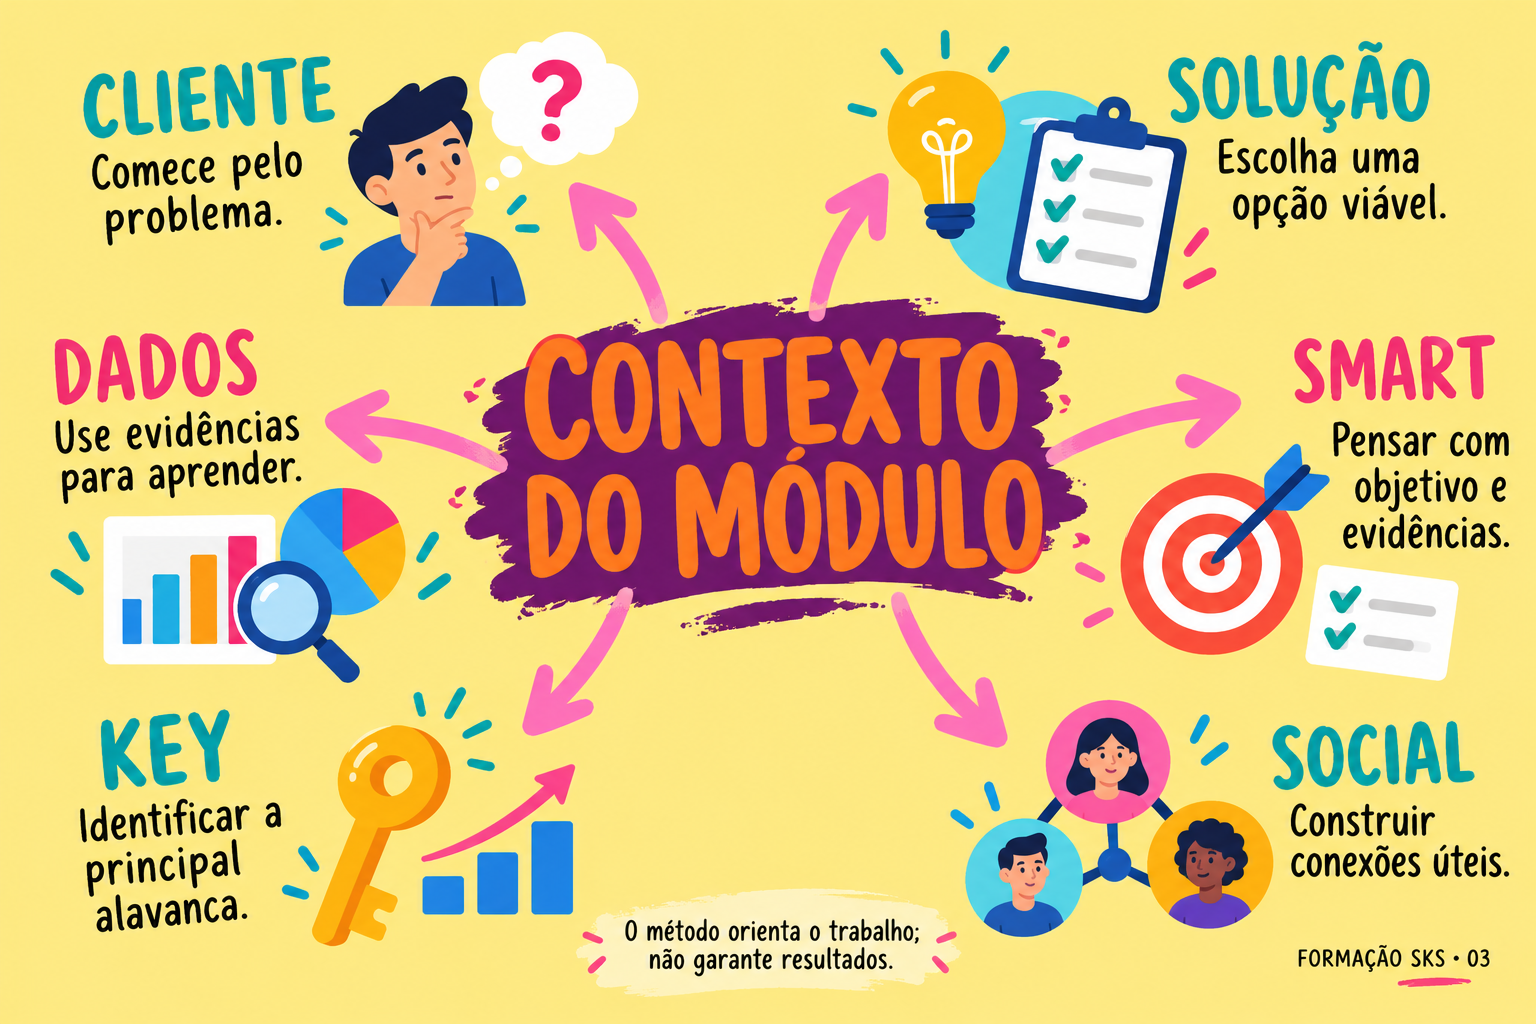 CLIENTE
Comece pelo
problema.
?
SOLUÇÃO
Escolha uma
opção viável.
DADOS
Use evidências
para aprender.
CONTEXTO
DO MÓDULO
SMART
Pensar com
objetivo e
evidências.
KEY
Identificar a
principal
alavanca.
SOCIAL
Construir
conexões úteis.
O método orienta o trabalho;
não garante resultados.
FORMAÇÃO SKS • 03